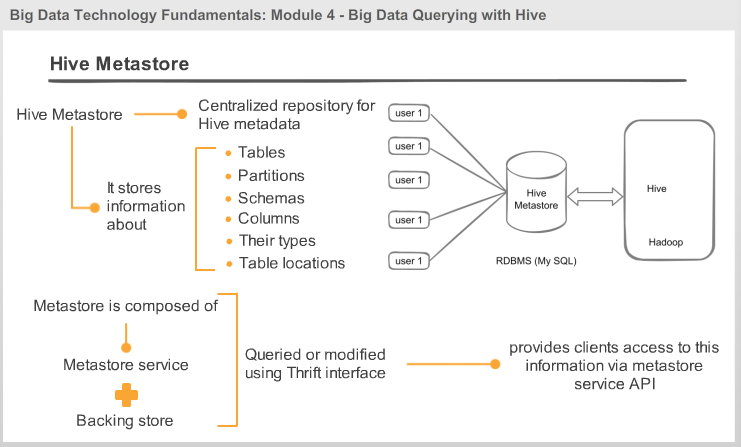 Big Data Technology Fundamentals: Module 4 - Big Data Querying with Hive
Hive Metastore
Hive Metastore
Centralized repository for
Hive metadata
It stores
information
about
Tables
Partitions
Schemas
Columns
Their types
Table locations
user 1
user 1
user 1
user 1
user 1
Hive
Metastore
RDBMS (My SQL)
Hive
Hadoop
Metastore is composed of
Metastore service
Backing store
Queried or modified
using Thrift interface
provides clients access to this
information via metastore
service API